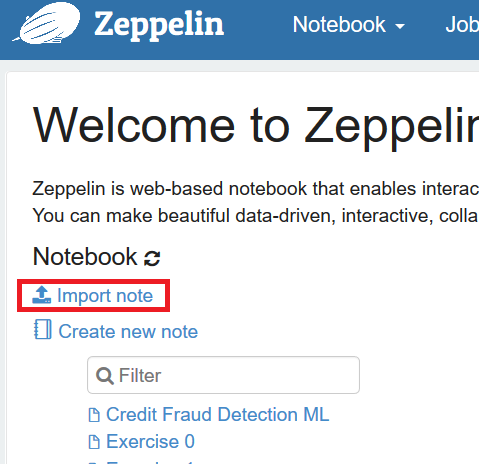 Zeppelin Notebook Job
Welcome to Zeppelin
Zeppelin is web-based notebook that enables interac
You can make beautiful data-driven, interactive, colla
Notebook
Import note
Create new note
Filter
Credit Fraud Detection ML
Exercise 0